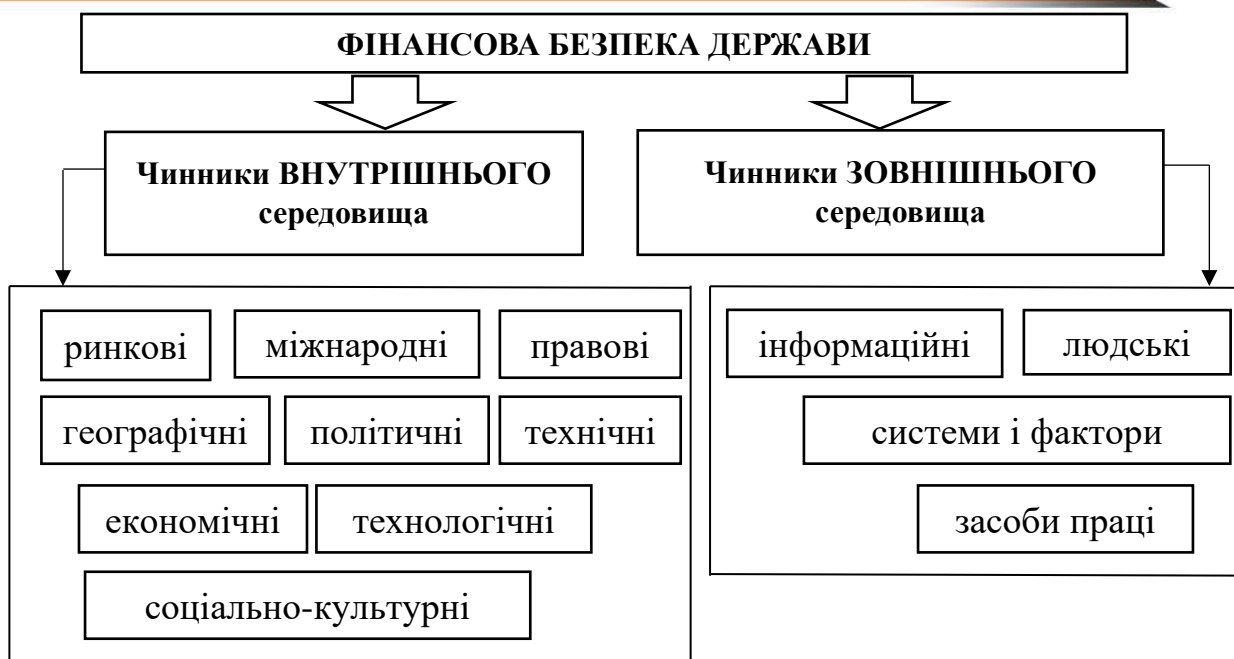 ФІНАНСОВА БЕЗПЕКА ДЕРЖАВИ
Чинники ВНУТРІШНЬОГО
середовища
Чинники ЗОВНІШНЬОГО
середовища
ринкові
міжнародні
правові
географічні
політичні
технічні
економічні
технологічні
соціально-культурні
інформаційні
людські
системи і фактори
засоби праці